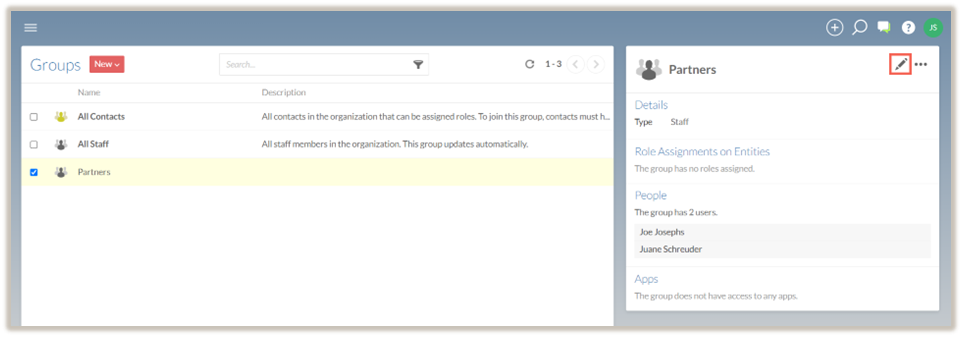 JS
Groups New
Search...
1 - 3
Name Description
All Contacts All contacts in the organization that can be assigned roles. To join this group, contacts must h...
All Staff All staff members in the organization. This group updates automatically.
Partners
Partners
Details
Type Staff
Role Assignments on Entities
The group has no roles assigned.
People
The group has 2 users.
Joe Josephs
Juane Schreuder
Apps
The group does not have access to any apps.